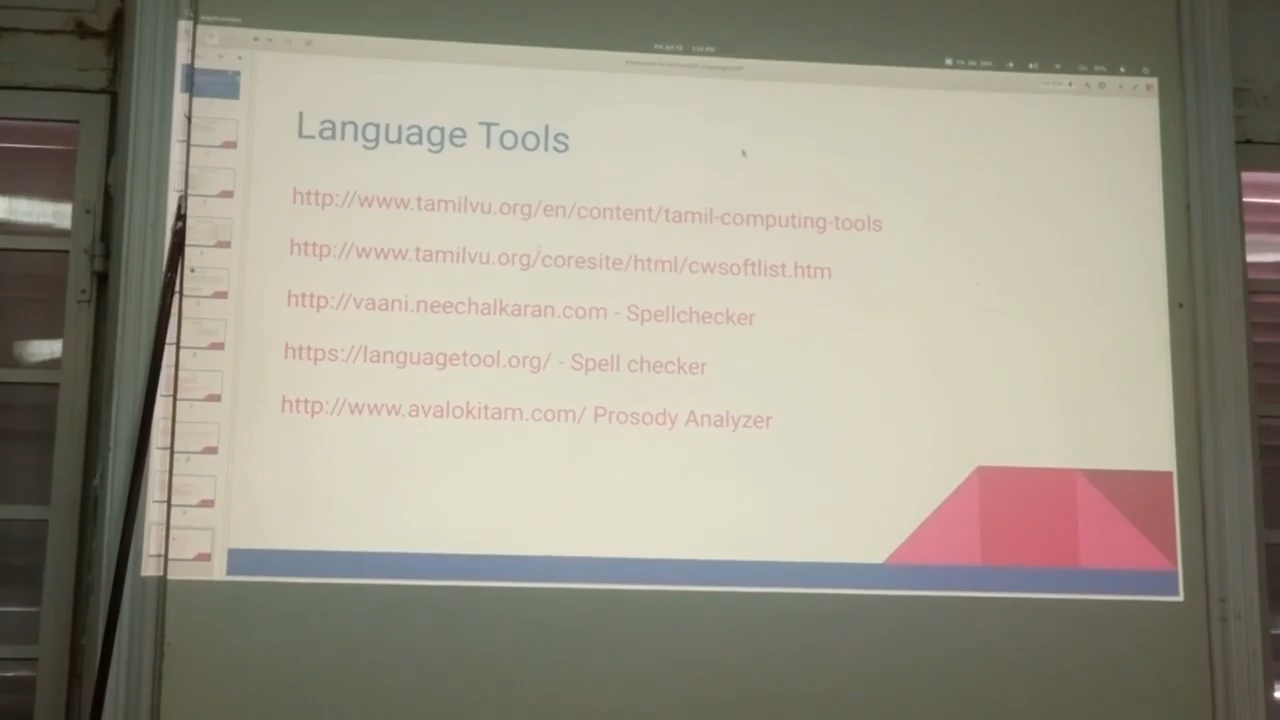 Language Tools
http://www.tamilvu.org/en/content/tamil-computing-tools
http://www.tamilvu.org/coresite/html/cwsoftlist.htm
http://vaani.neechalkaran.com - Spellchecker
https://languagetool.org/ - Spell checker
http://www.avalokitam.com/ Prosody Analyzer